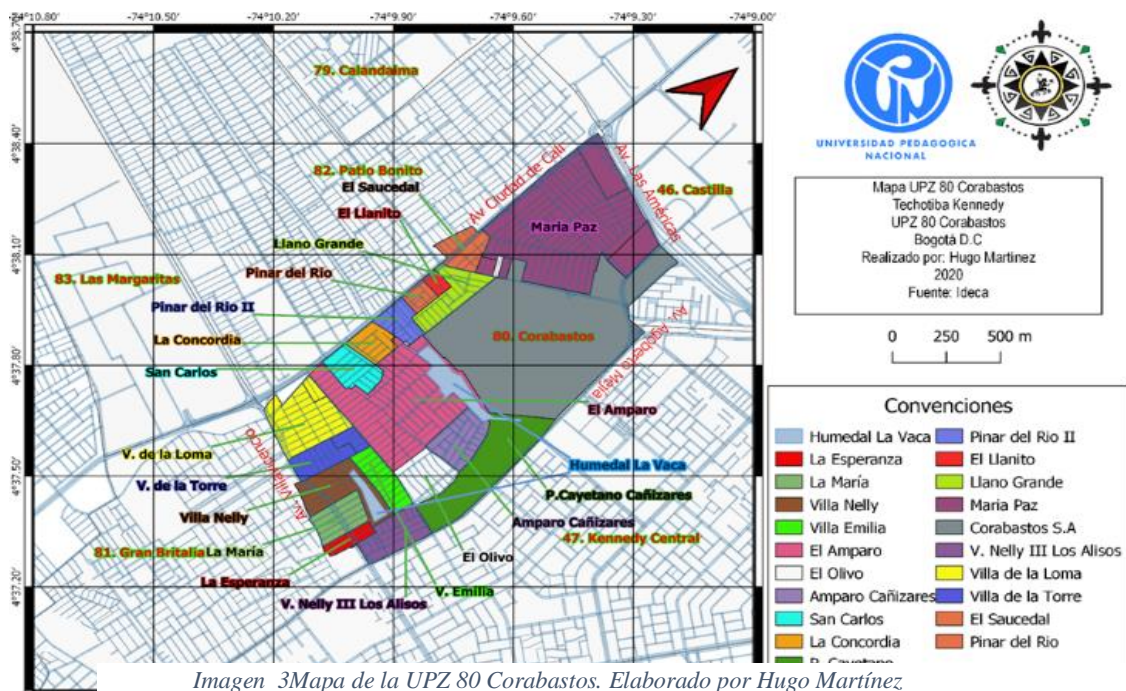 -74°10.80' -74°10.50' -74°10.20' -74°9.90' -74°9.60' -74°9.30' -74°9.00'
4°38.70'
4°38.40'
4°38.10'
4°37.80'
4°37.50'
4°37.20'
79. Calandaima
82. Patio Bonito
El Saucedal
El Llanito
Llano Grande
Pinar del Rio
83. Las Margaritas
Pinar del Rio II
La Concordia
San Carlos
V. de la Loma
V. de la Torre
Villa Nelly
81. Gran Britalia
La María
La Esperanza
V. Nelly III Los Alisos
V. Emilia
El Olivo
47. Kennedy Central
Amparo Cañizares
P.Cayetano Cañizares
Humedal La Vaca
El Amparo
80. Corabastos
Maria Paz
46. Castilla
Av Ciudad de Cali
Av. Las Américas
Av. Agoberto Mejia
Av. Villavicencio
UNIVERSIDAD PEDAGOGICA
NACIONAL
Mapa UPZ 80 Corabastos
Techotiba Kennedy
UPZ 80 Corabastos
Bogotá D.C
Realizado por: Hugo Martinez
2020
Fuente: Ideca
0 250 500 m
Convenciones
Humedal La Vaca
La Esperanza
La María
Villa Nelly
Villa Emilia
El Amparo
El Olivo
Amparo Cañizares
San Carlos
La Concordia
P. Cayetano
Pinar del Rio II
El Llanito
Llano Grande
Maria Paz
Corabastos S.A
V. Nelly III Los Alisos
Villa de la Loma
Villa de la Torre
El Saucedal
Pinar del Rio
Imagen 3Mapa de la UPZ 80 Corabastos. Elaborado por Hugo Martínez